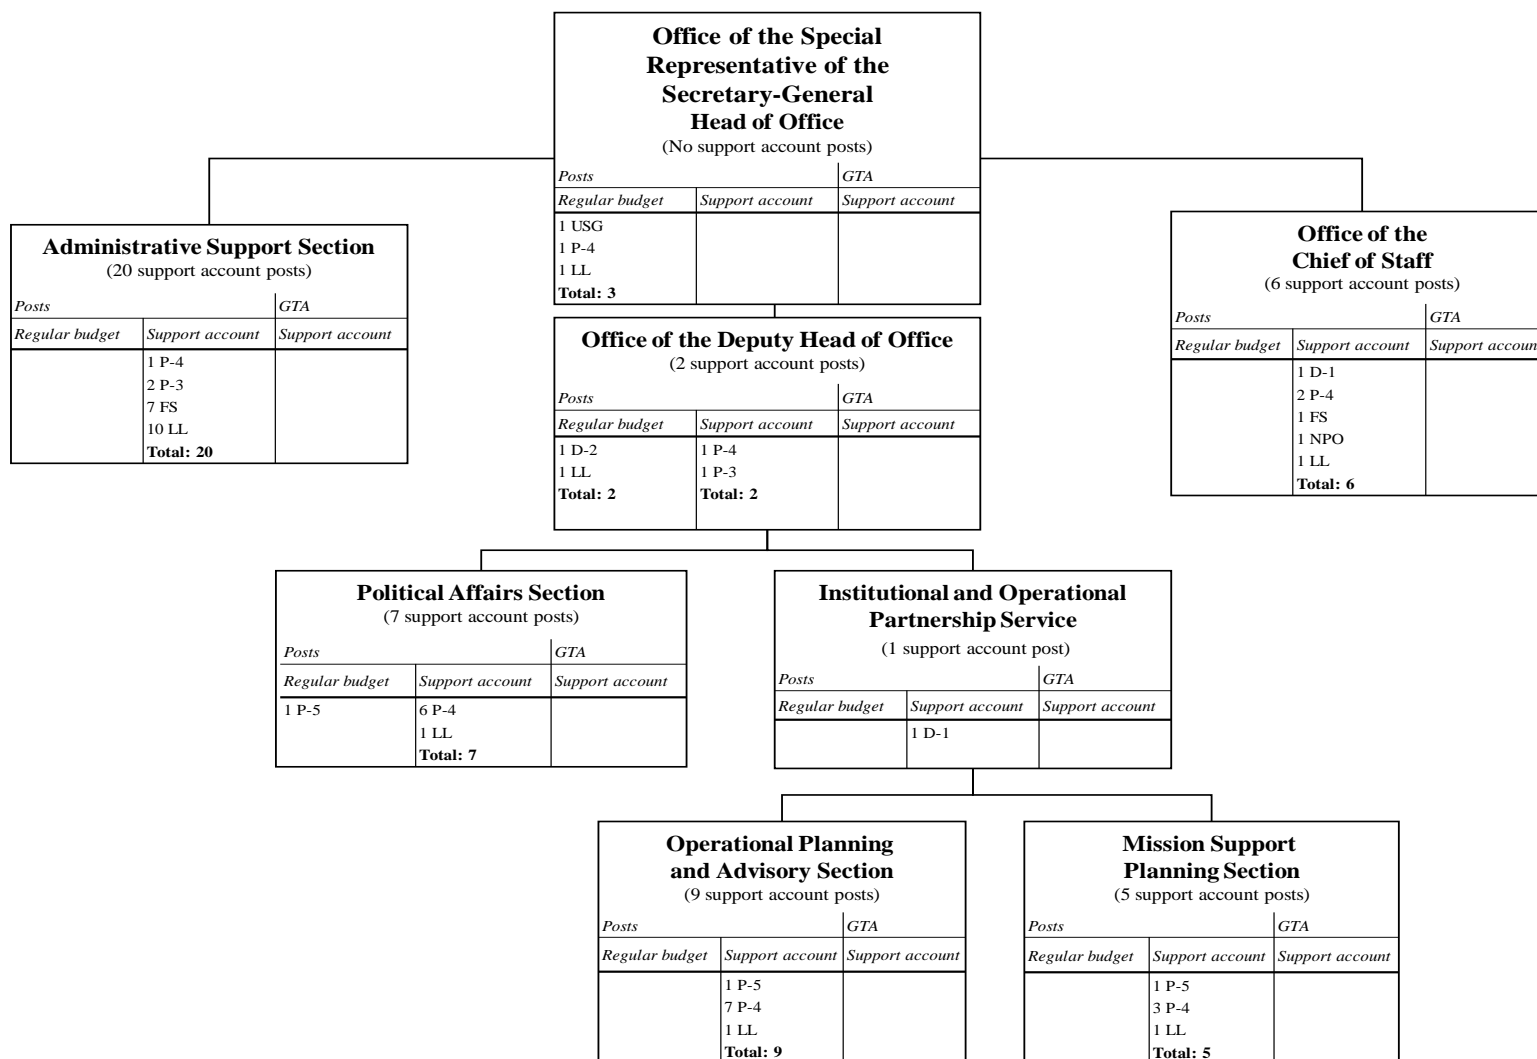 Office of the Special
Representative of the
Secretary-General
Head of Office
(No support account posts)
Posts GTA
Regular budget Support account Support account
1 USG
1 P-4
1 LL
Total: 3
Administrative Support Section
(20 support account posts)
Posts GTA
Regular budget Support account Support account
1 P-4
2 P-3
7 FS
10 LL
Total: 20
Office of the
Chief of Staff
(6 support account posts)
Posts GTA
Regular budget Support account Support accoun
1 D-1
2 P-4
1 FS
1 NPO
1 LL
Total: 6
Office of the Deputy Head of Office
(2 support account posts)
Posts GTA
Regular budget Support account Support account
1 D-2 1 P-4
1 LL 1 P-3
Total: 2 Total: 2
Political Affairs Section
(7 support account posts)
Posts GTA
Regular budget Support account Support account
1 P-5 6 P-4
1 LL
Total: 7
Institutional and Operational
Partnership Service
(1 support account post)
Posts GTA
Regular budget Support account Support account
1 D-1
Operational Planning
and Advisory Section
(9 support account posts)
Posts GTA
Regular budget Support account Support account
1 P-5
7 P-4
1 LL
Total: 9
Mission Support
Planning Section
(5 support account posts)
Posts GTA
Regular budget Support account Support account
1 P-5
3 P-4
1 LL
Total: 5